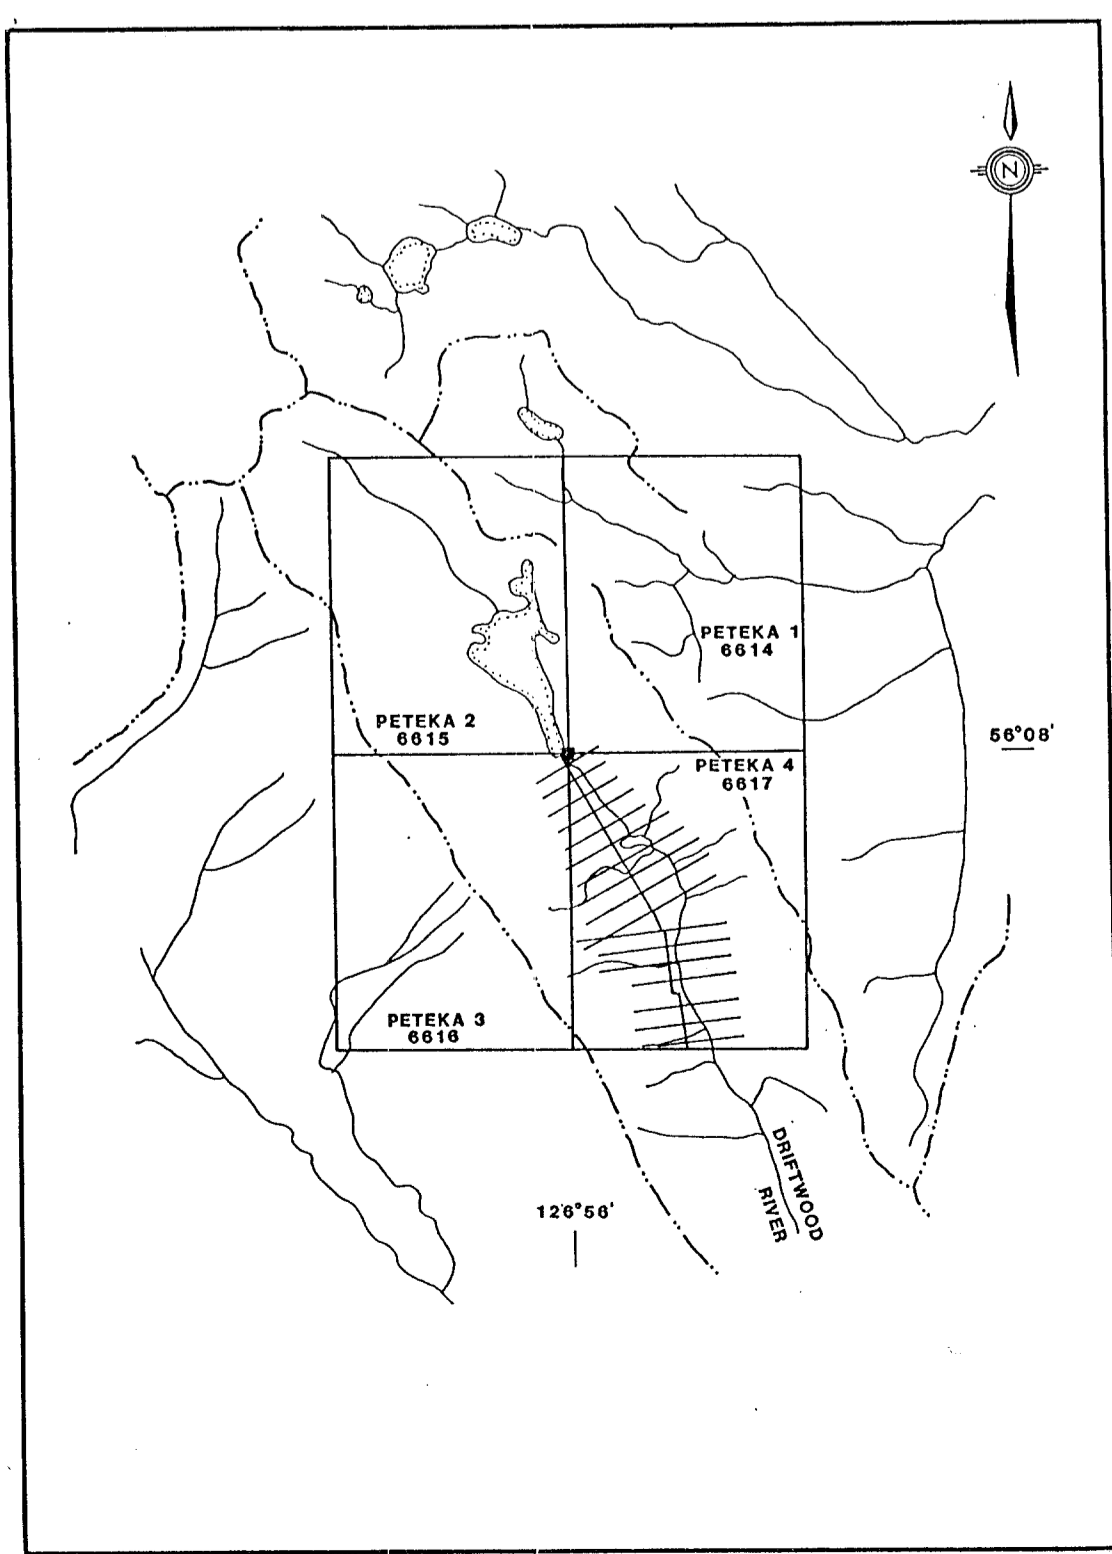 N
PETEKA 1
6614
PETEKA 2
6615
56°08'
PETEKA 4
6617
PETEKA 3
6616
DRIFTWOOD
RIVER
126°56'